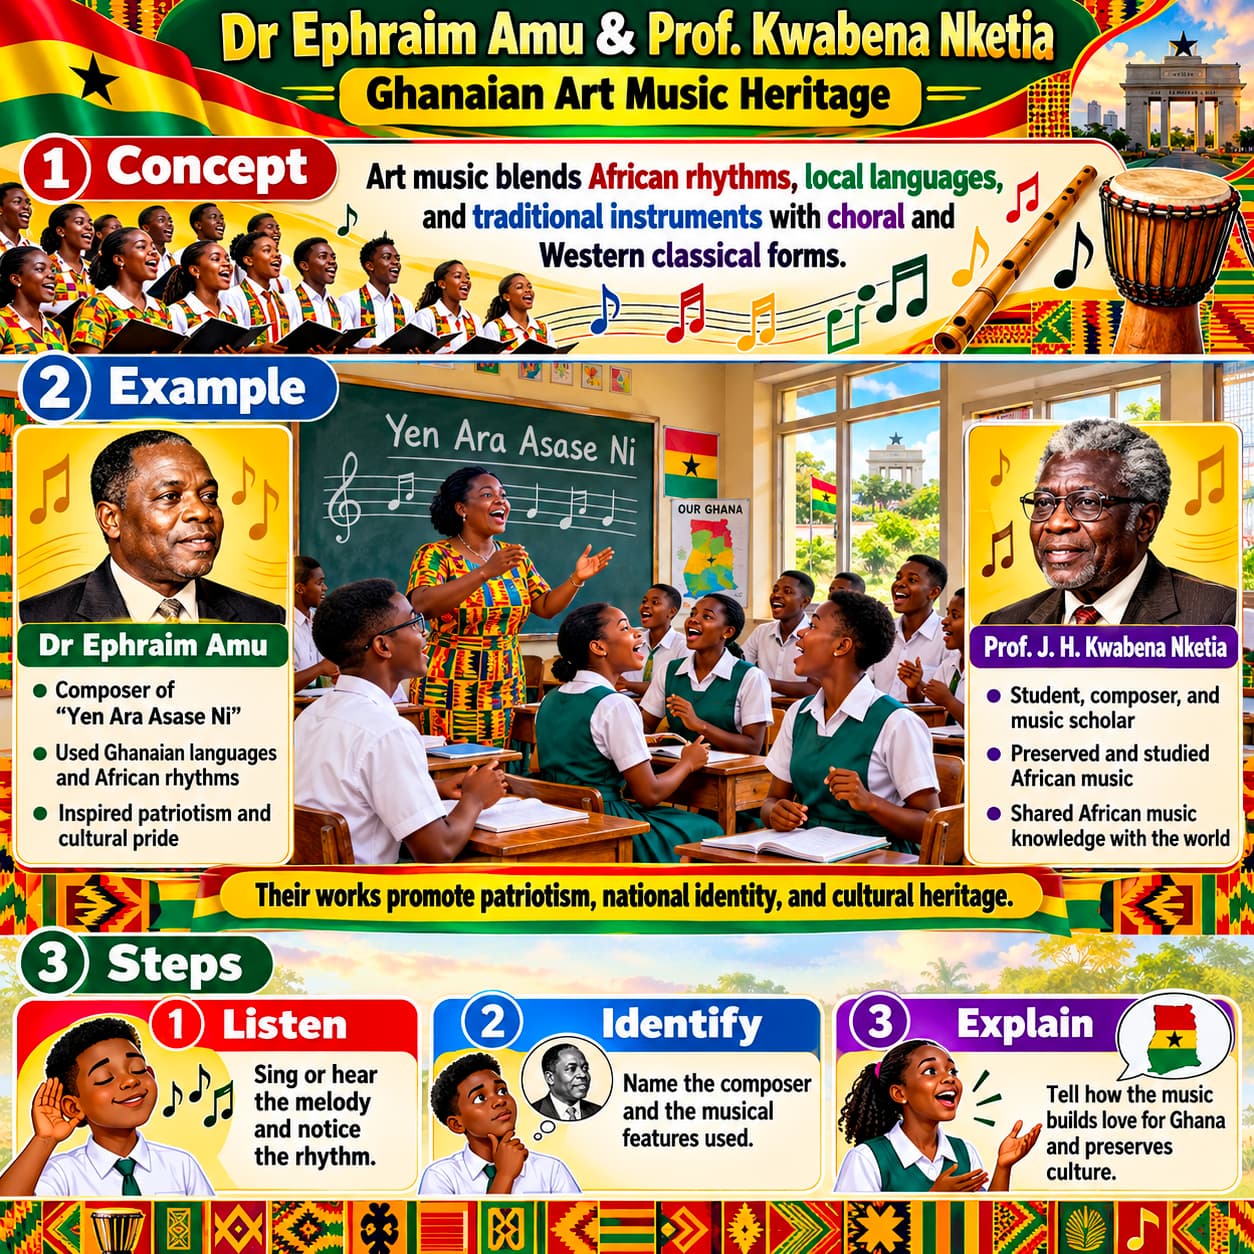 Dr Ephraim Amu & Prof. Kwabena Nketia
Ghanaian Art Music Heritage
1 Concept
Art music blends African rhythms, local languages,
and traditional instruments with choral and
Western classical forms.
2 Example
Yen Ara Asase Ni
OUR GHANA
Dr Ephraim Amu
Composer of
“Yen Ara Asase Ni”
Used Ghanaian languages
and African rhythms
Inspired patriotism and
cultural pride
Prof. J. H. Kwabena Nketia
Student, composer, and
music scholar
Preserved and studied
African music
Shared African music
knowledge with the world
Their works promote patriotism, national identity, and cultural heritage.
3 Steps
1 Listen
Sing or hear
the melody
and notice
the rhythm.
2 Identify
Name the composer
and the musical
features used.
3 Explain
Tell how the music
builds love for Ghana
and preserves
culture.